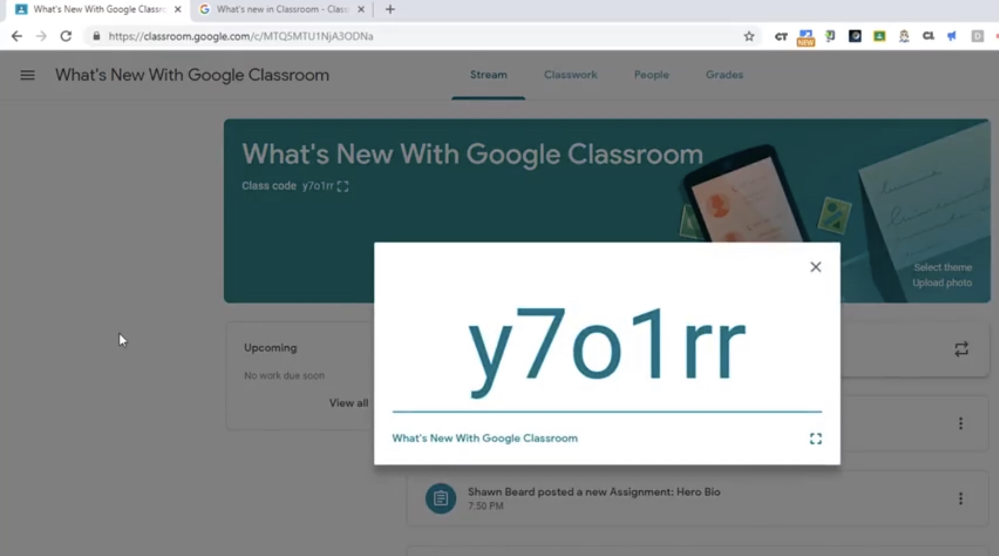 What's New With Google Classro
What's new in Classroom - Class
https://classroom.google.com/c/MTQ5MTU1NjA3ODNa
CT
NEW
CL
D
What's New With Google Classroom
Stream
Classwork
People
Grades
What's New With Google Classroom
Class code y7o1rr
Select theme
Upload photo
y7o1rr
What's New With Google Classroom
Upcoming
No work due soon
View all
Shawn Beard posted a new Assignment: Hero Bio
7:50 PM